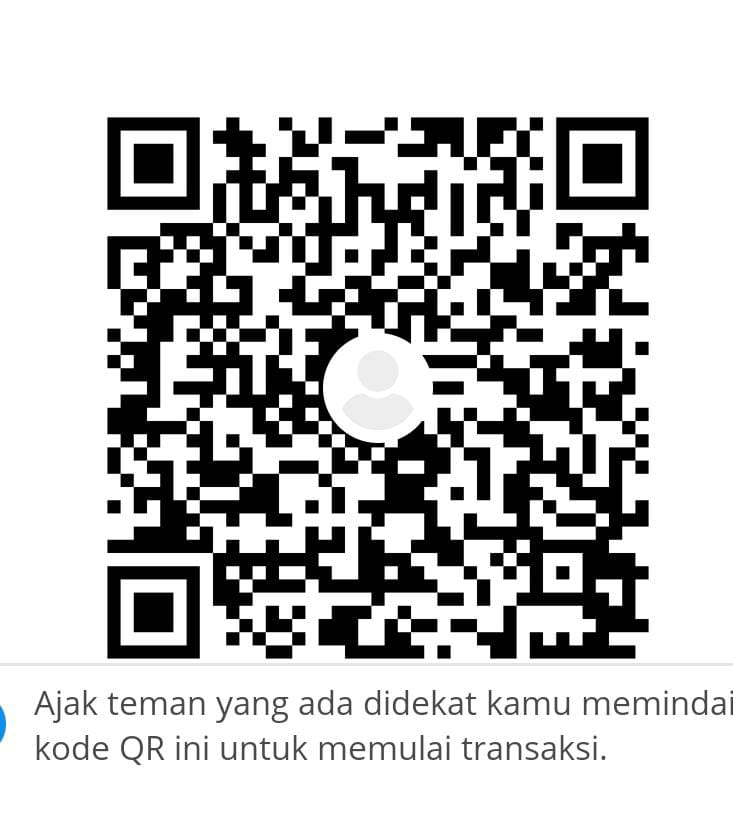 Ajak teman yang ada didekat kamu memindai
kode QR ini untuk memulai transaksi.